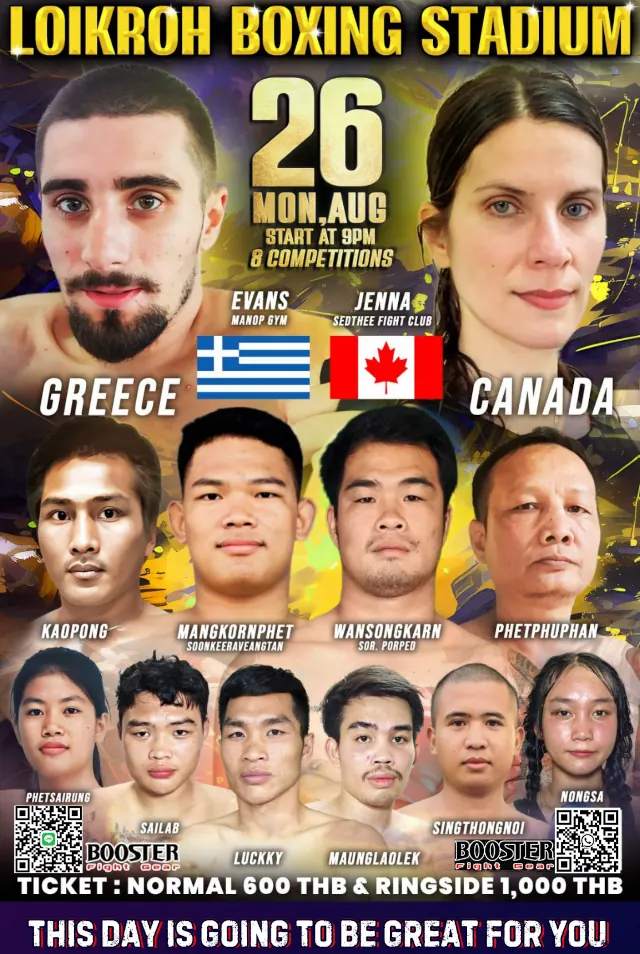 LOIKROH BOXING STADIUM
26
MON,AUG
START AT 9PM
8 COMPETITIONS
EVANS
MANOP GYM
JENNA
SEDTHEE FIGHT CLUB
GREECE
CANADA
KAOPONG
MANGKORNPHET
SOONKEERAVEANGTAN
WANSONGKARN
SOR. PORPED
PHETPHUPHAN
PHETSAIRUNG
SAILAB
LUCKKY
MAUNGLAOLEK
SINGTHONGNOI
NONGSA
BOOSTER
Fight Gear
BOOSTER
Fight Gear
TICKET : NORMAL 600 THB & RINGSIDE 1,000 THB
THIS DAY IS GOING TO BE GREAT FOR YOU